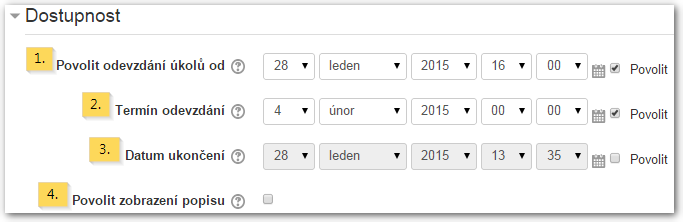 Dostupnost
1. Povolit odevzdání úkolů od 28 leden 2015 16 00 Povolit
2. Termín odevzdání 4 únor 2015 00 00 Povolit
3. Datum ukončení 28 leden 2015 13 35 Povolit
4. Povolit zobrazení popisu